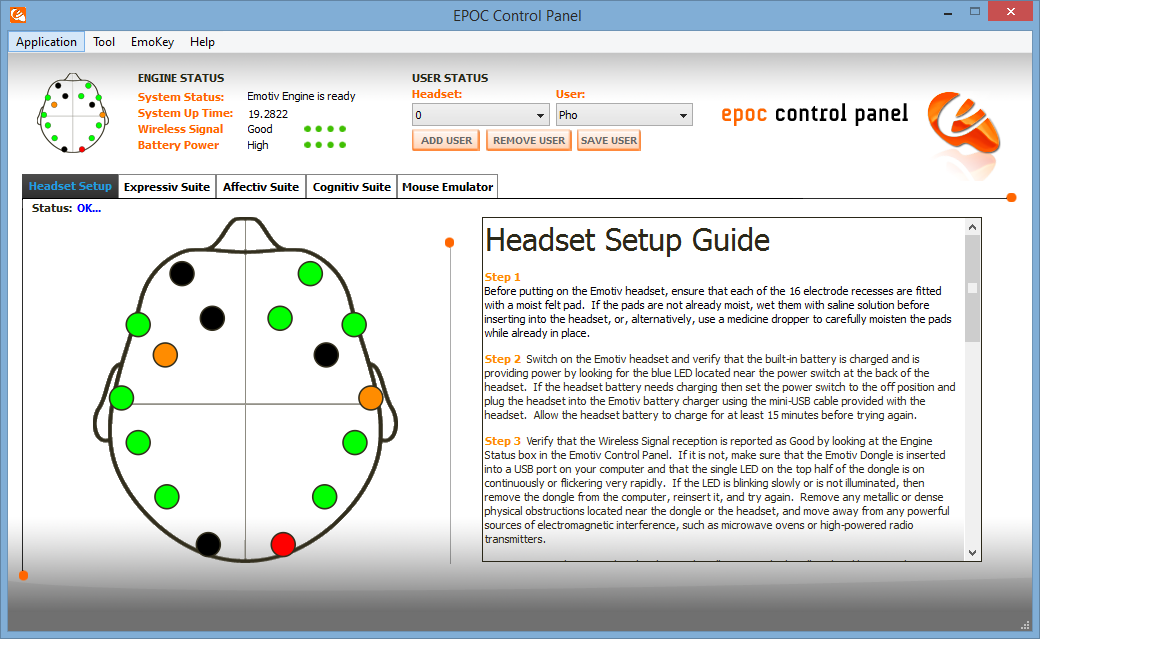 EPOC Control Panel
Application Tool EmoKey Help
ENGINE STATUS
System Status: Emotiv Engine is ready
System Up Time: 19.2822
Wireless Signal Good
Battery Power High
USER STATUS
Headset: User:
0 Pho
ADD USER REMOVE USER SAVE USER
epoc control panel
Headset Setup Expressiv Suite Affectiv Suite Cognitiv Suite Mouse Emulator
Status: OK...
Headset Setup Guide
Step 1
Before putting on the Emotiv headset, ensure that each of the 16 electrode recesses are fitted
with a moist felt pad. If the pads are not already moist, wet them with saline solution before
inserting into the headset, or, alternatively, use a medicine dropper to carefully moisten the pads
while already in place.
Step 2 Switch on the Emotiv headset and verify that the built-in battery is charged and is
providing power by looking for the blue LED located near the power switch at the back of the
headset. If the headset battery needs charging then set the power switch to the off position and
plug the headset into the Emotiv battery charger using the mini-USB cable provided with the
headset. Allow the headset battery to charge for at least 15 minutes before trying again.
Step 3 Verify that the Wireless Signal reception is reported as Good by looking at the Engine
Status box in the Emotiv Control Panel. If it is not, make sure that the Emotiv Dongle is inserted
into a USB port on your computer and that the single LED on the top half of the dongle is on
continuously or flickering very rapidly. If the LED is blinking slowly or is not illuminated, then
remove the dongle from the computer, reinsert it, and try again. Remove any metallic or dense
physical obstructions located near the dongle or the headset, and move away from any powerful
sources of electromagnetic interference, such as microwave ovens or high-powered radio
transmitters.